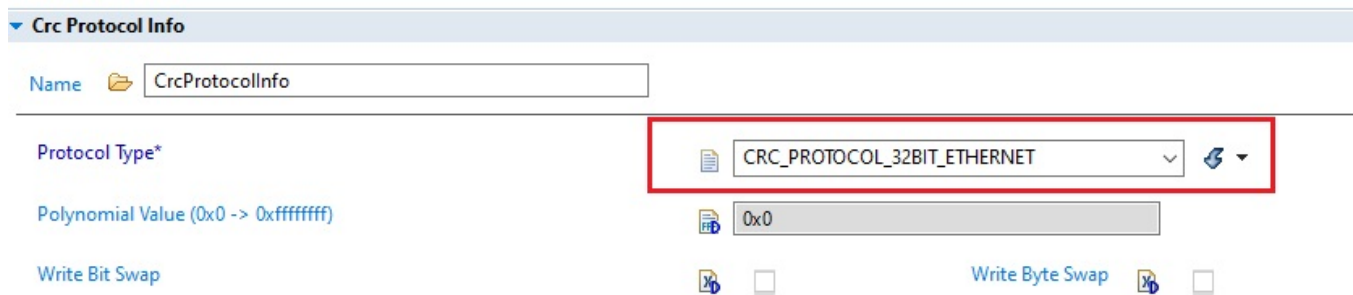 Crc Protocol Info
Name CrcProtocolInfo
Protocol Type* CRC_PROTOCOL_32BIT_ETHERNET
Polynomial Value (0x0 -> 0xffffffff) 0x0
Write Bit Swap Write Byte Swap